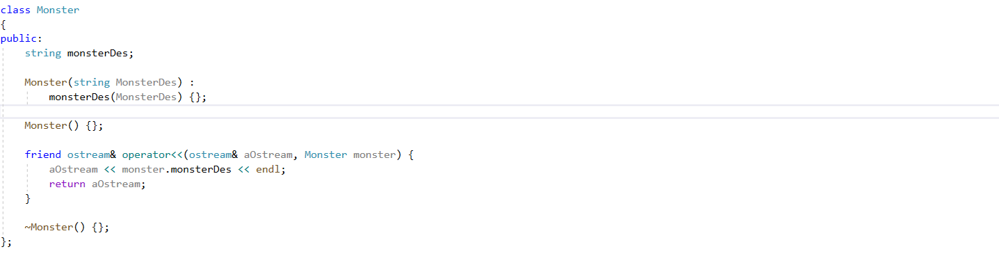 class Monster
{
public:
    string monsterDes;
    Monster(string MonsterDes) :
        monsterDes(MonsterDes) {};
    Monster() {};
    friend ostream& operator<<(ostream& aOstream, Monster monster) {
        aOstream << monster.monsterDes << endl;
        return aOstream;
    }
    ~Monster() {};
};